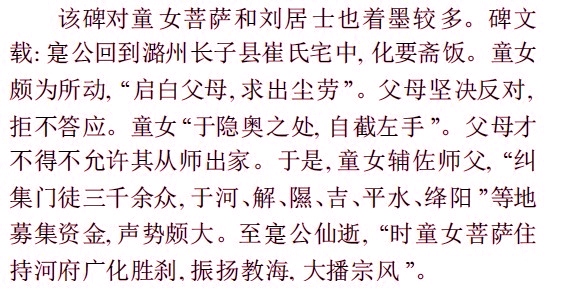 该碑对童女菩萨和刘居士也着墨较多。碑文
载:寔公回到潞州长子县崔氏宅中,化要斋饭。童女
颇为所动,“启白父母,求出尘劳”。父母坚决反对,
拒不答应。童女“于隐奥之处,自截左手”。父母才
不得不允许其从师出家。于是,童女辅佐师父,“纠
集门徒三千余众,于河、解、隰、吉、平水、绛阳”等地
募集资金,声势颇大。至寔公仙逝,“时童女菩萨住
持河府广化胜刹,振扬教海,大播宗风”。